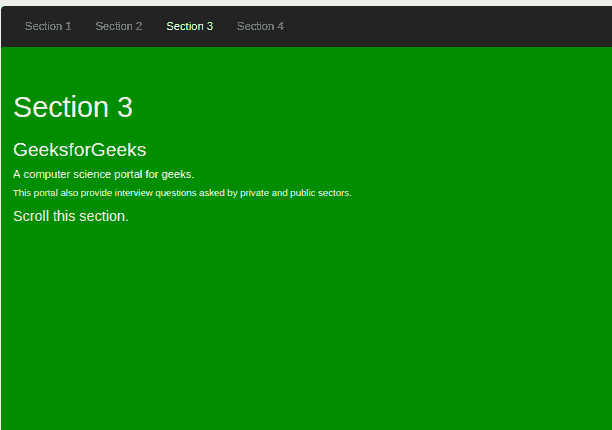 Section 1 Section 2 Section 3 Section 4
Section 3
GeeksforGeeks
A computer science portal for geeks.
This portal also provide interview questions asked by private and public sectors.
Scroll this section.